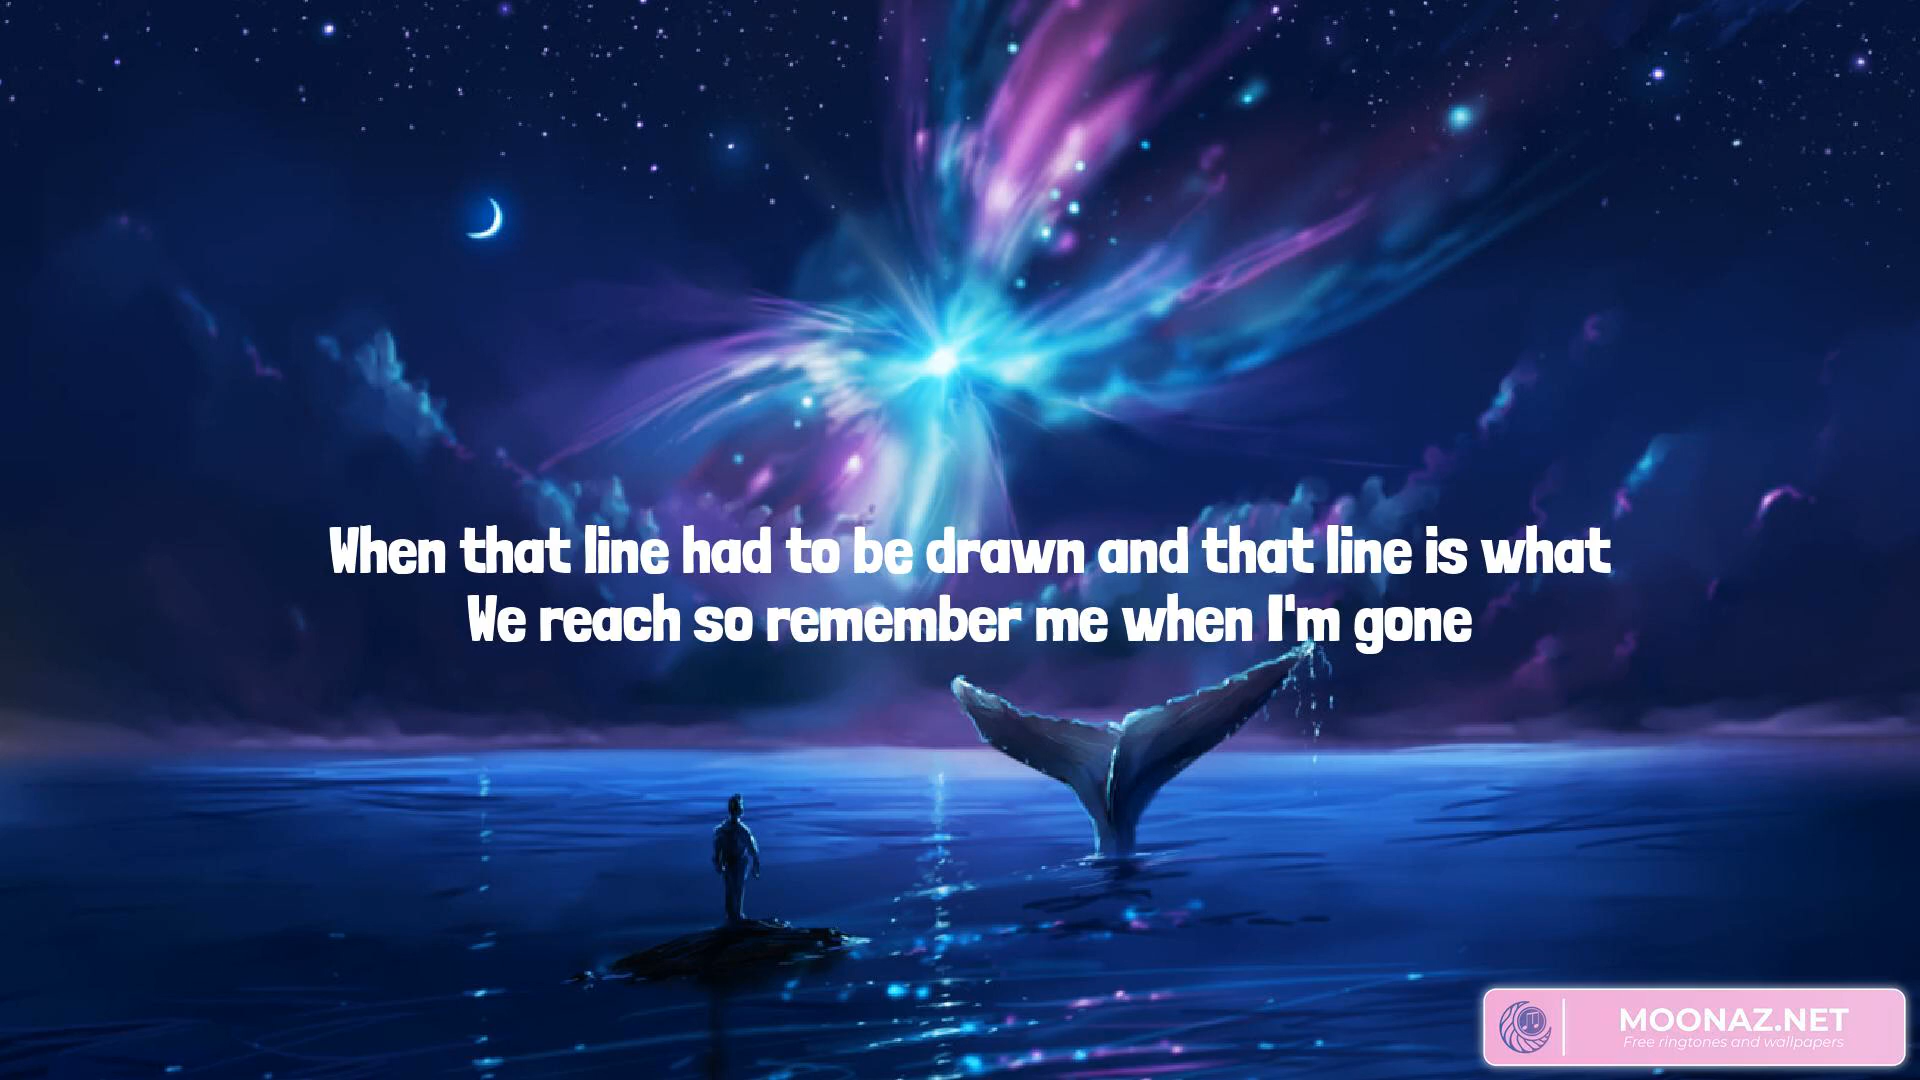 When that line had to be drawn and that line is what
We reach so remember me when I'm gone
MOONAZ.NET
Free ringtones and wallpapers